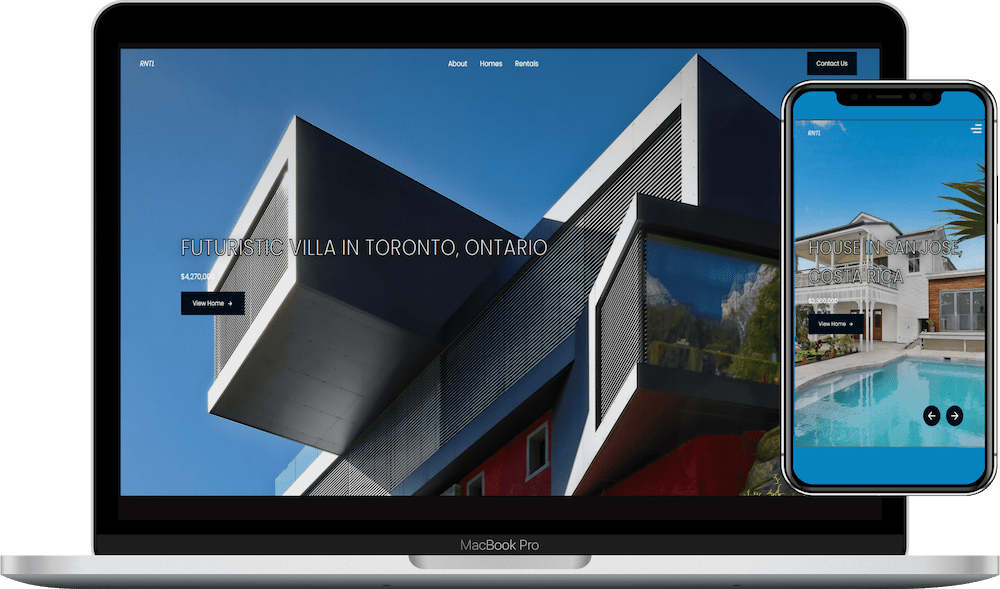 RNTL
About Homes Rentals
Contact Us
FUTURISTIC VILLA IN TORONTO, ONTARIO
$4,270,000
View Home →
RNTL
HOUSE IN SAN JOSE,
COSTA RICA
$2,300,000
View Home →
MacBook Pro